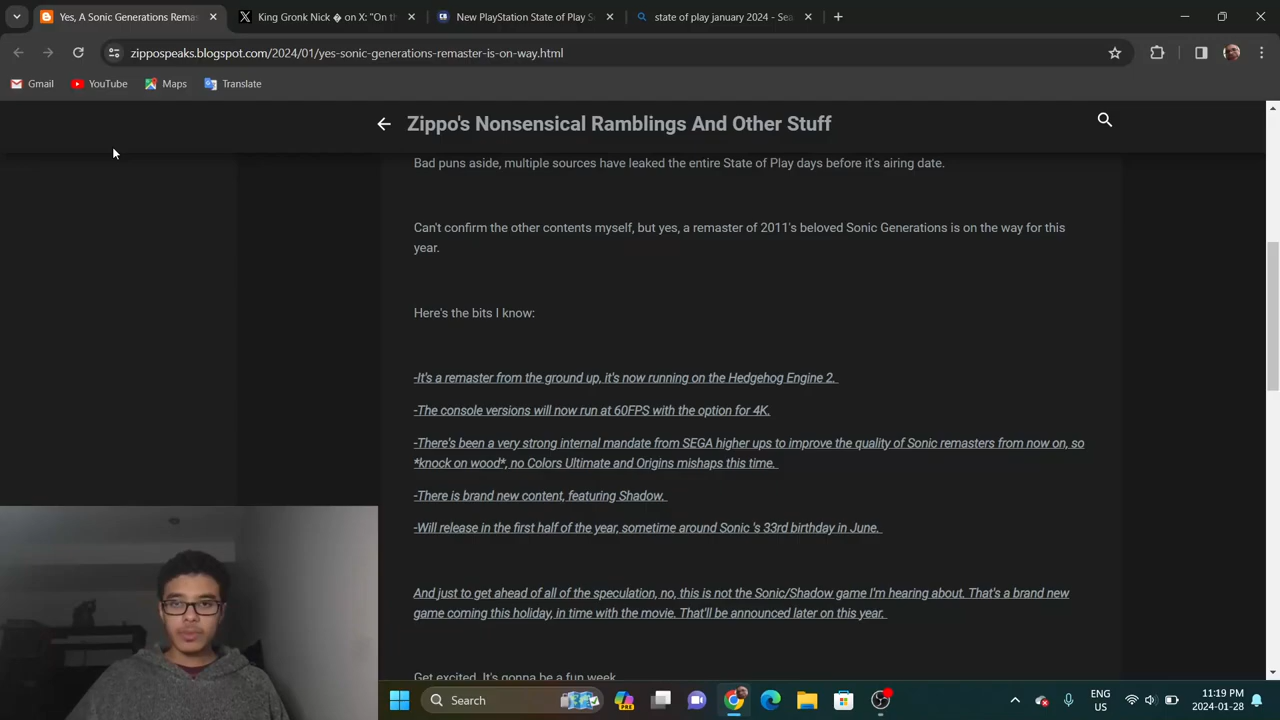 Yes, A Sonic Generations Remas
King Gronk Nick � on X: "On th
New PlayStation State of Play S
state of play january 2024 - Sea
zippospeaks.blogspot.com/2024/01/yes-sonic-generations-remaster-is-on-way.html
Gmail
YouTube
Maps
Translate
Zippo's Nonsensical Ramblings And Other Stuff
Bad puns aside, multiple sources have leaked the entire State of Play days before it's airing date.
Can't confirm the other contents myself, but yes, a remaster of 2011's beloved Sonic Generations is on the way for this
year.
Here's the bits I know:
-It's a remaster from the ground up, it's now running on the Hedgehog Engine 2.
-The console versions will now run at 60FPS with the option for 4K.
-There's been a very strong internal mandate from SEGA higher ups to improve the quality of Sonic remasters from now on, so
*knock on wood*, no Colors Ultimate and Origins mishaps this time.
-There is brand new content, featuring Shadow.
-Will release in the first half of the year, sometime around Sonic 's 33rd birthday in June.
And just to get ahead of all of the speculation, no, this is not the Sonic/Shadow game I'm hearing about. That's a brand new
game coming this holiday, in time with the movie. That'll be announced later on this year.
Get excited. It's gonna be a fun week.
Search
PRE
ENG
US
11:19 PM
2024-01-28